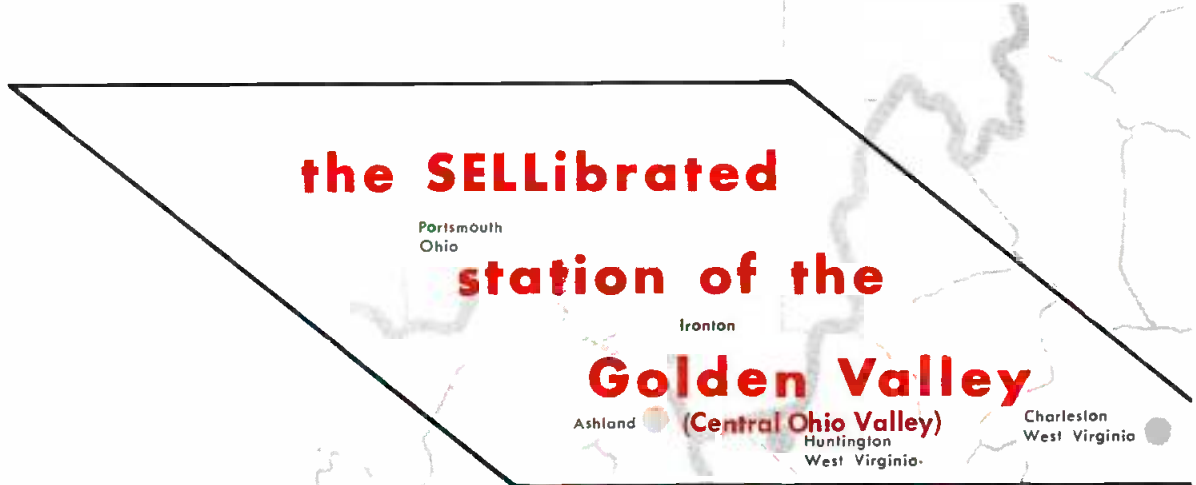 the SELLibrated
Portsmouth
Ohio
station of the
Ironton
Golden Valley
Ashland
(Central Ohio Valley)
Huntington
West Virginia
Charleston
West Virginia